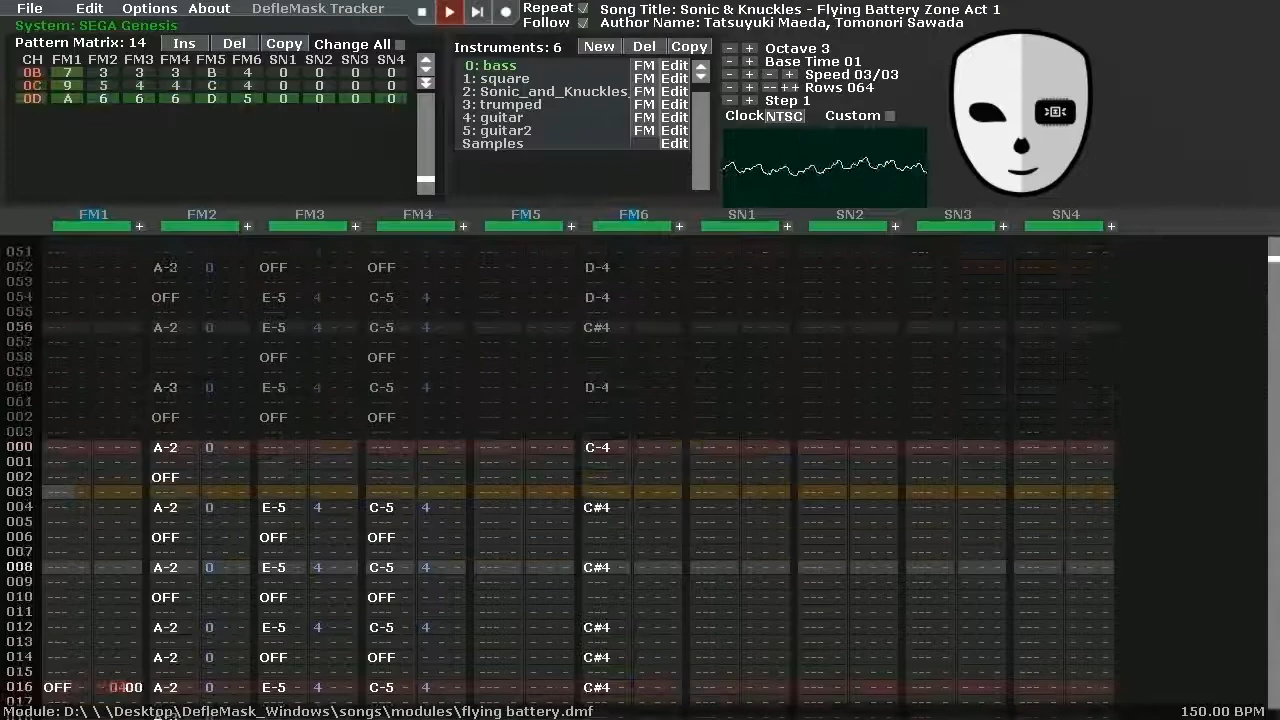 File Edit Options About DefleMask Tracker
System: SEGA Genesis
Pattern Matrix: 14 Ins Del Copy Change All
CH FM1 FM2 FM3 FM4 FM5 FM6 SN1 SN2 SN3 SN4
0B 7 3 3 3 B 4 0 0 0 0
0C 9 5 4 4 C 4 0 0 0 0
0D A 6 6 6 D 5 0 0 0 0
Instruments: 6 New Del Copy
0: bass FM Edit
1: square FM Edit
2: Sonic_and_Knuckles_ FM Edit
3: trumped FM Edit
4: guitar FM Edit
5: guitar2 FM Edit
Samples Edit
Repeat
Follow
Song Title: Sonic & Knuckles - Flying Battery Zone Act 1
Author Name: Tatsuyuki Maeda, Tomonori Sawada
- + Octave 3
- + Base Time 01
- + - + Speed 03/03
- + -- ++ Rows 064
- + Step 1
Clock NTSC Custom
FM1 + FM2 + FM3 + FM4 + FM5 + FM6 + SN1 + SN2 + SN3 + SN4 +
051
052 A-2 0 OFF OFF D-4
053
054 OFF E-5 4 C-5 4 D-4
055
056 A-2 0 E-5 4 C-5 4 C#4
057
058 OFF OFF
059
060 A-3 0 E-5 4 C-5 4 D-4
061
002 OFF OFF
003
000 A-2 0 C-4
001
002 OFF
003
004 A-2 0 E-5 4 C-5 4 C#4
005
006 OFF OFF OFF
007
008 A-2 0 E-5 4 C-5 4 C#4
009
010 OFF OFF OFF
011
012 A-2 0 E-5 4 C-5 4 C#4
013
014 A-2 0 OFF OFF C#4
015
016 OFF 00 A-2 0 E-5 4 C-5 4 C#4
017
Module: D:\ \ \Desktop\DefleMask_Windows\songs\modules\flying battery.dmf 150.00 BPM